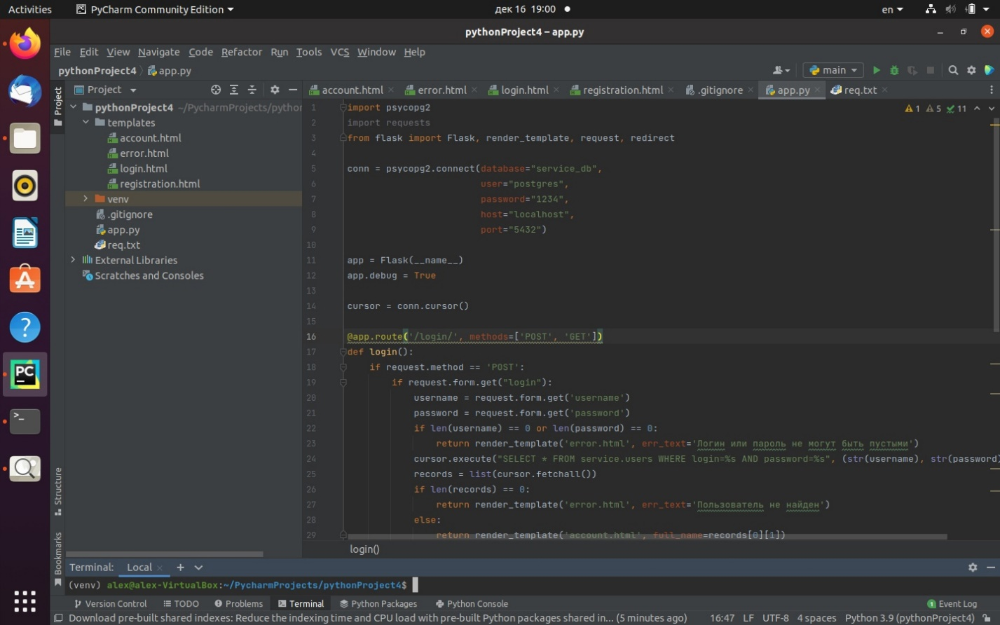 Activities PyCharm Community Edition дек 16 19:00 en
pythonProject4 – app.py
File Edit View Navigate Code Refactor Run Tools VCS Window Help
pythonProject4 app.py main
Project account.html error.html login.html registration.html .gitignore app.py req.txt
Project
pythonProject4 ~/PycharmProjects/python
templates
account.html
error.html
login.html
registration.html
venv
.gitignore
app.py
req.txt
External Libraries
Scratches and Consoles
Structure
Bookmarks
1 5 11
1 import psycopg2
2 import requests
3 from flask import Flask, render_template, request, redirect
4
5 conn = psycopg2.connect(database="service_db",
6 user="postgres",
7 password="1234",
8 host="localhost",
9 port="5432")
10
11 app = Flask(__name__)
12 app.debug = True
13
14 cursor = conn.cursor()
15
16 @app.route('/login/', methods=['POST', 'GET'])
17 def login():
18 if request.method == 'POST':
19 if request.form.get("login"):
20 username = request.form.get('username')
21 password = request.form.get('password')
22 if len(username) == 0 or len(password) == 0:
23 return render_template('error.html', err_text='Логин или пароль не могут быть пустыми')
24 cursor.execute("SELECT * FROM service.users WHERE login=%s AND password=%s", (str(username), str(password)
25 records = list(cursor.fetchall())
26 if len(records) == 0:
27 return render_template('error.html', err_text='Пользователь не найден')
28 else:
29 return render_template('account.html', full_name=records[0][1])
login()
Terminal: Local
(venv) alex@alex-VirtualBox:~/PycharmProjects/pythonProject4$
Version Control TODO Problems Terminal Python Packages Python Console 1 Event Log
Download pre-built shared indexes: Reduce the indexing time and CPU load with pre-built Python packages shared in... (5 minutes ago) 16:47 LF UTF-8 4 spaces Python 3.9 (pythonProject4)